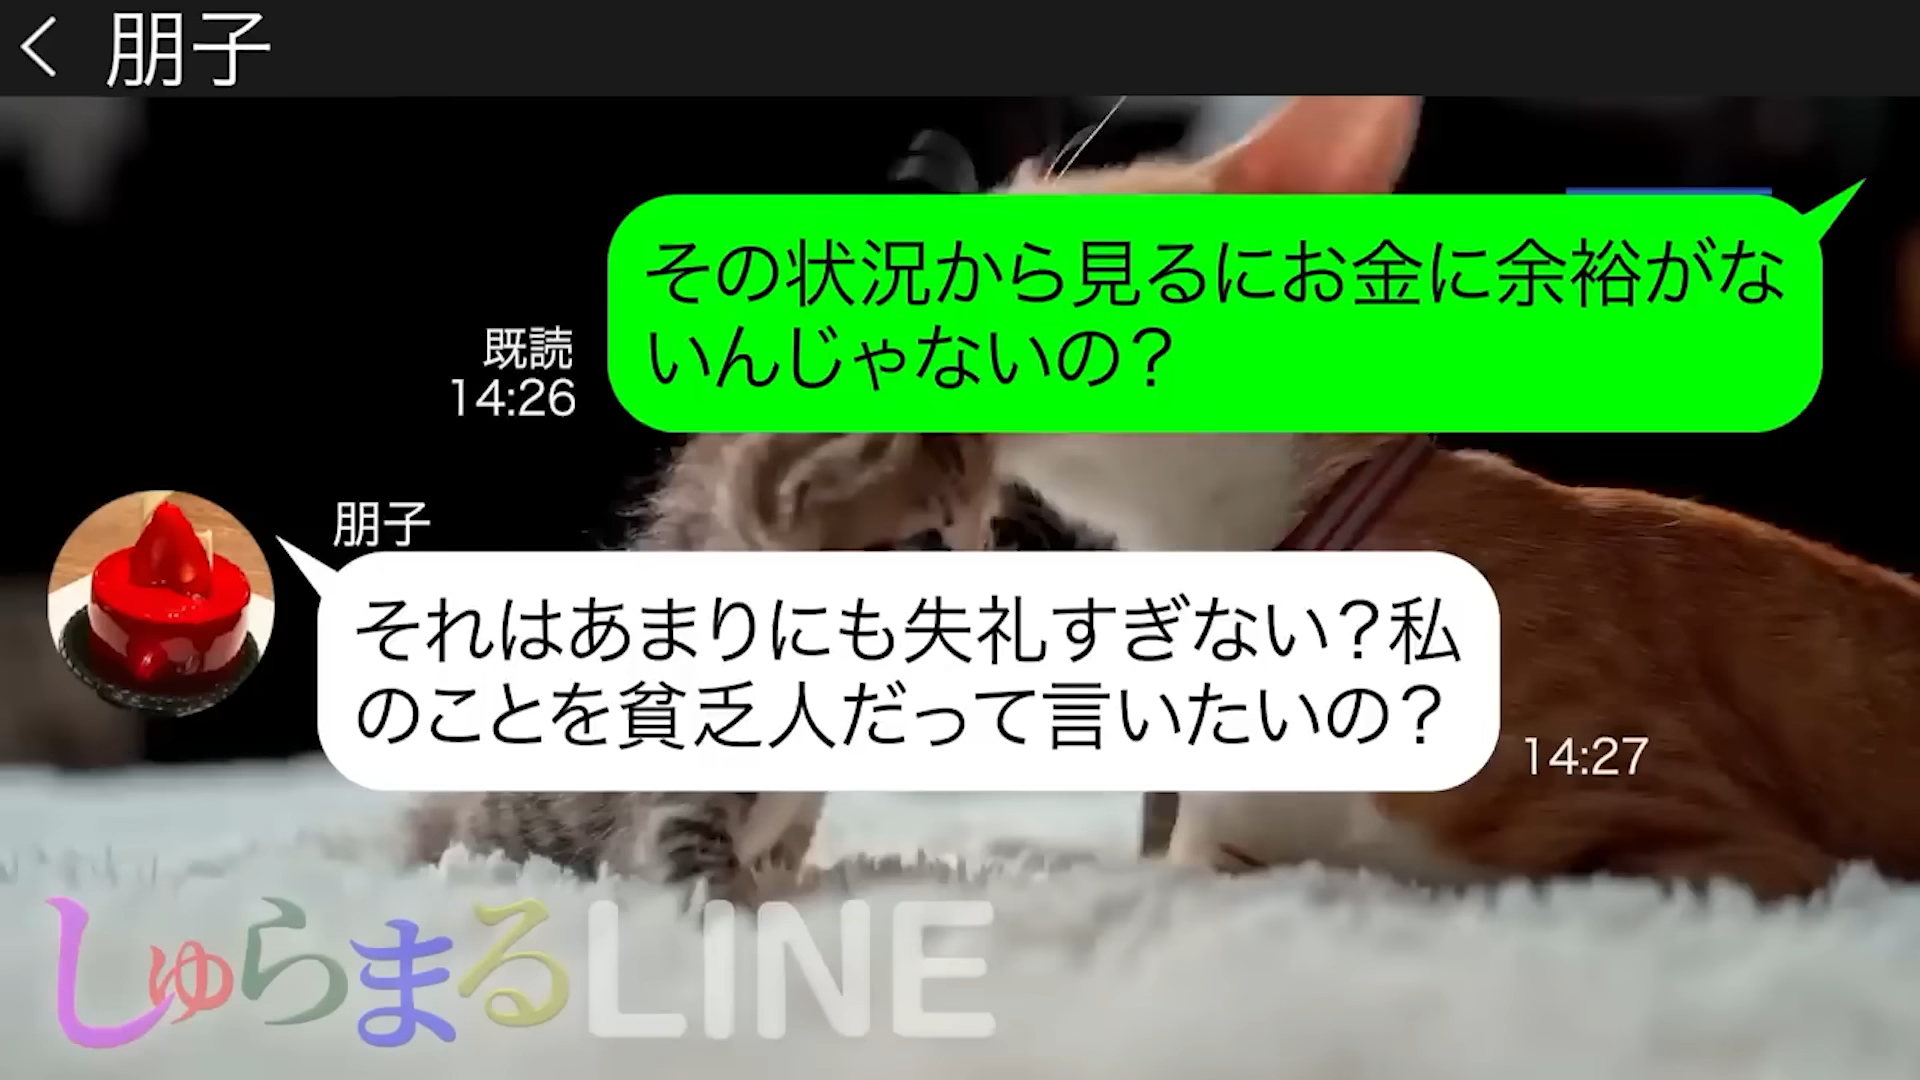 朋子
その状況から見るにお金に余裕がな
いんじゃないの？
既読
14:26
朋子
それはあまりにも失礼すぎない？私
のことを貧乏人だって言いたいの？
14:27
しゅらまるLINE